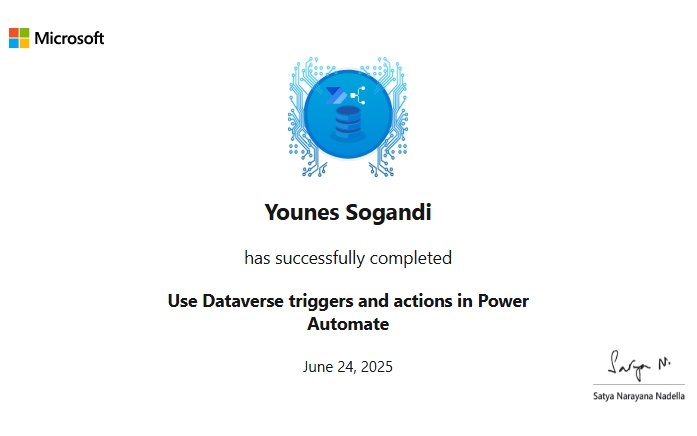 Microsoft
Younes Sogandi
has successfully completed
Use Dataverse triggers and actions in Power
Automate
June 24, 2025
Satya N.
Satya Narayana Nadella